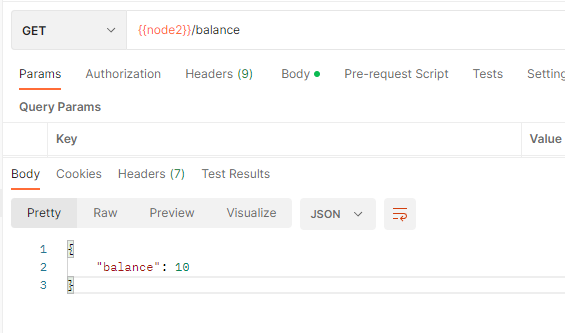 GET {{node2}}/balance
Params Authorization Headers (9) Body Pre-request Script Tests Setting
Query Params
Key Value
Body Cookies Headers (7) Test Results
Pretty Raw Preview Visualize JSON
1 {
2 "balance": 10
3 }